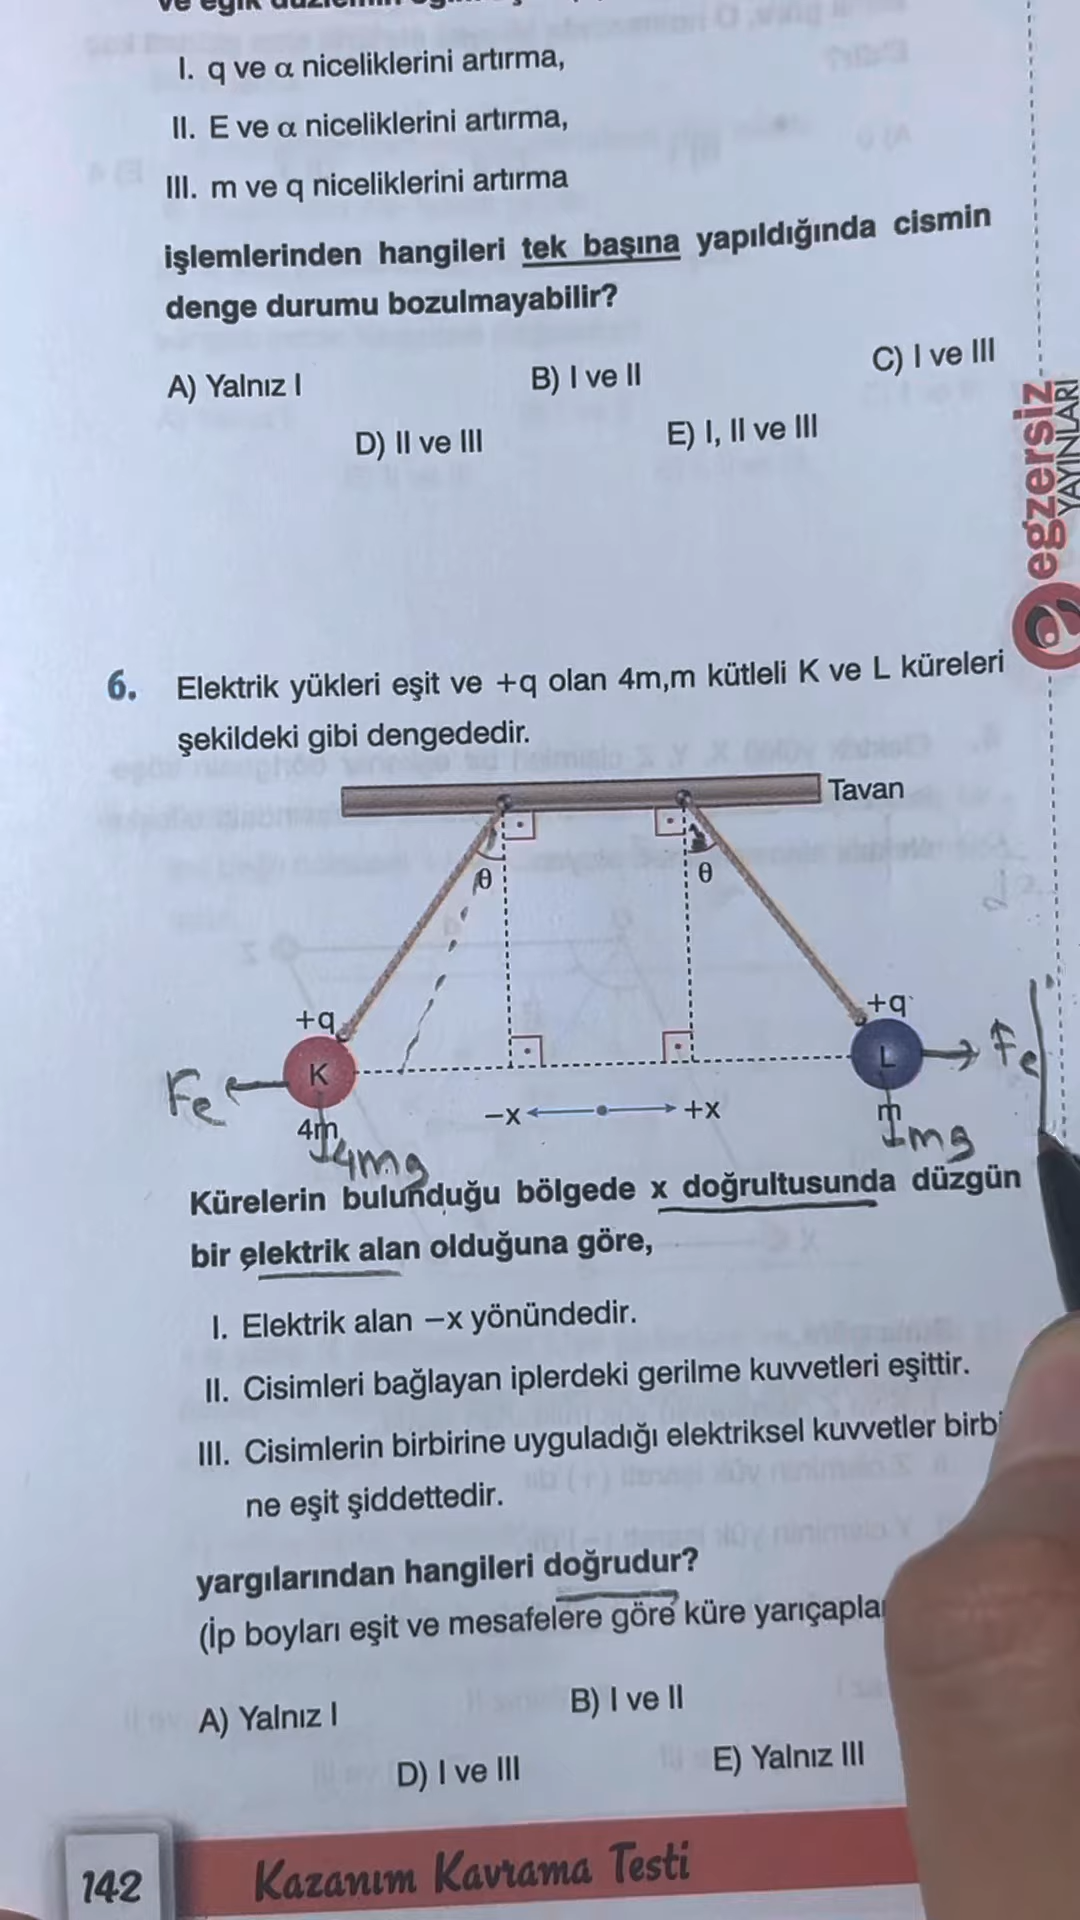 I. q ve α niceliklerini artırma,
II. E ve α niceliklerini artırma,
III. m ve q niceliklerini artırma
işlemlerinden hangileri tek başına yapıldığında cismin
denge durumu bozulmayabilir?
A) Yalnız I
B) I ve II
C) I ve III
D) II ve III
E) I, II ve III
egzersiz
YAYINLARI
6. Elektrik yükleri eşit ve +q olan 4m,m kütleli K ve L küreleri
şekildeki gibi dengededir.
Tavan
θ
θ
+q
+q
K
L
Fe
Fe
4m
m
4mg
mg
−x
+x
Kürelerin bulunduğu bölgede x doğrultusunda düzgün
bir elektrik alan olduğuna göre,
I. Elektrik alan −x yönündedir.
II. Cisimleri bağlayan iplerdeki gerilme kuvvetleri eşittir.
III. Cisimlerin birbirine uyguladığı elektriksel kuvvetler birbi
ne eşit şiddettedir.
yargılarından hangileri doğrudur?
(İp boyları eşit ve mesafelere göre küre yarıçapla
A) Yalnız I
B) I ve II
D) I ve III
E) Yalnız III
142
Kazanım Kavrama Testi